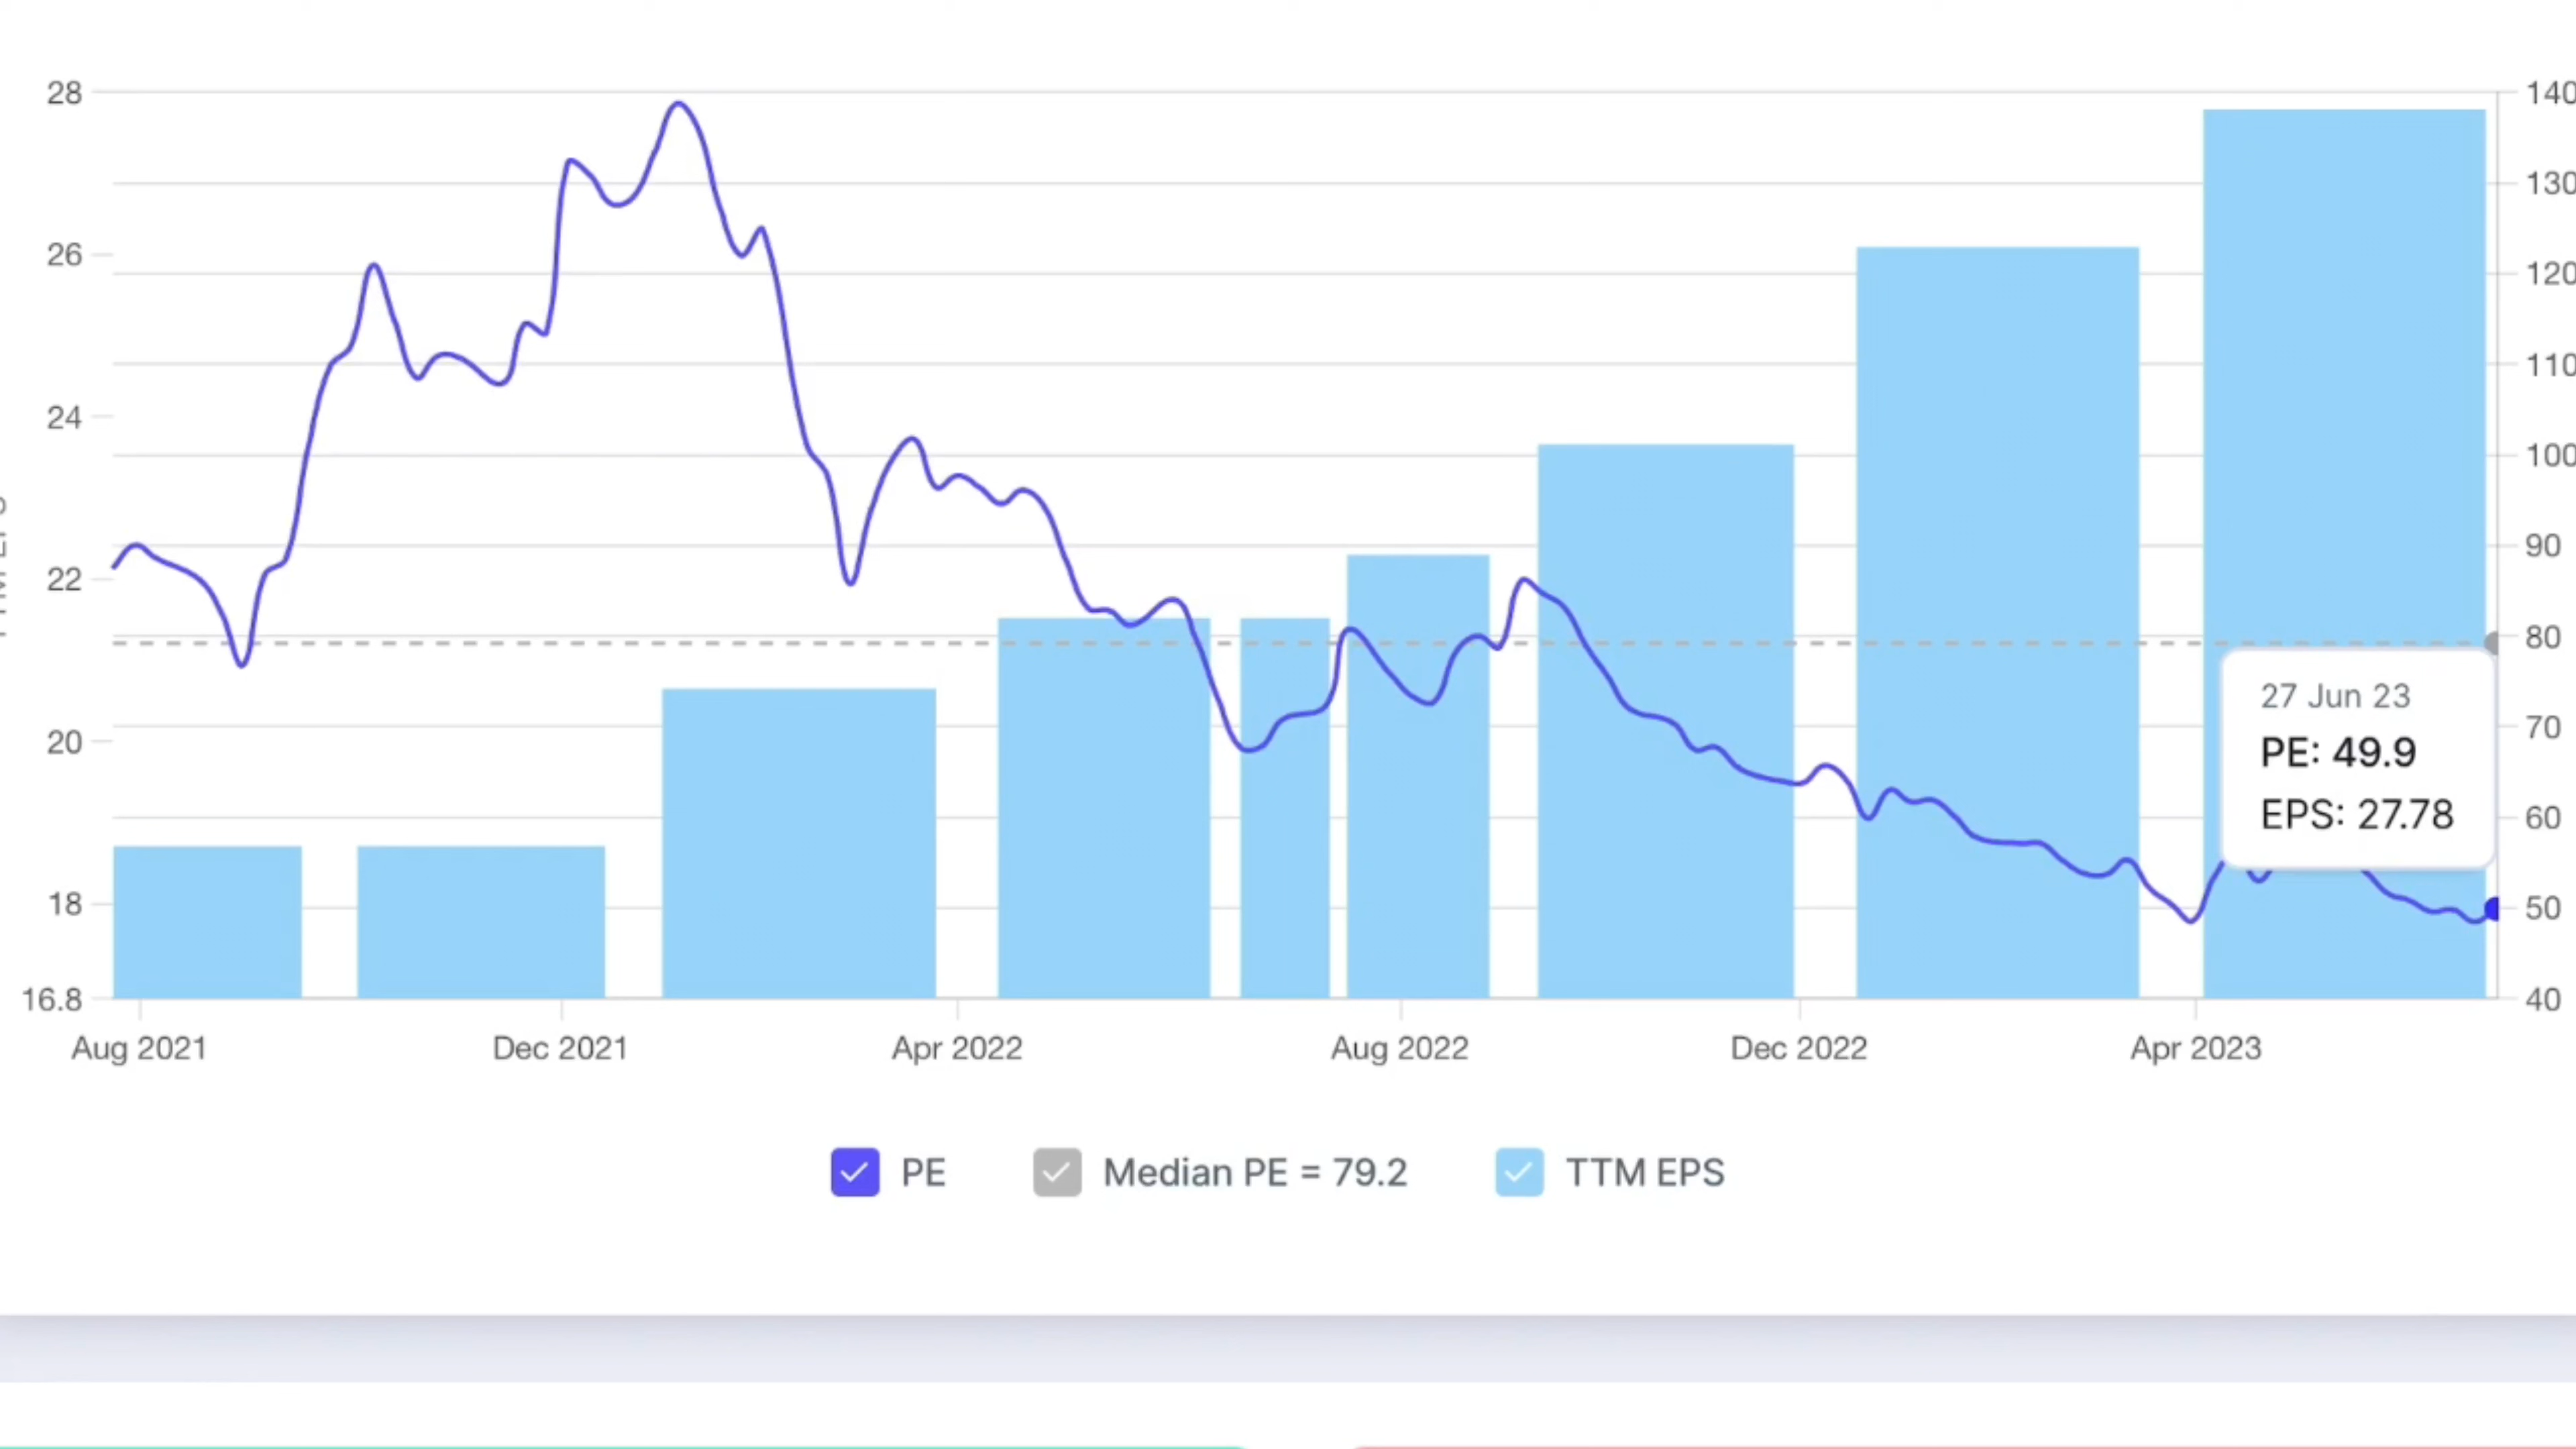 28
26
24
22
20
18
16.8
140
130
120
110
100
90
80
70
60
50
40
27 Jun 23
PE: 49.9
EPS: 27.78
Aug 2021
Dec 2021
Apr 2022
Aug 2022
Dec 2022
Apr 2023
PE
Median PE = 79.2
TTM EPS